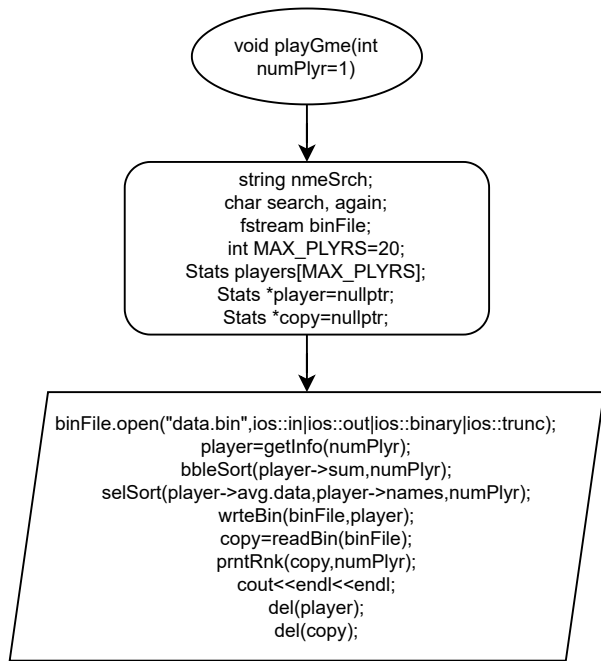 void playGme(int
numPlyr=1)
string nmeSrch;
char search, again;
fstream binFile;
int MAX_PLYRS=20;
Stats players[MAX_PLYRS];
Stats *player=nullptr;
Stats *copy=nullptr;
binFile.open("data.bin",ios::in|ios::out|ios::binary|ios::trunc);
player=getInfo(numPlyr);
bbleSort(player->sum,numPlyr);
selSort(player->avg.data,player->names,numPlyr);
wrteBin(binFile,player);
copy=readBin(binFile);
prntRnk(copy,numPlyr);
cout<<endl<<endl;
del(player);
del(copy);